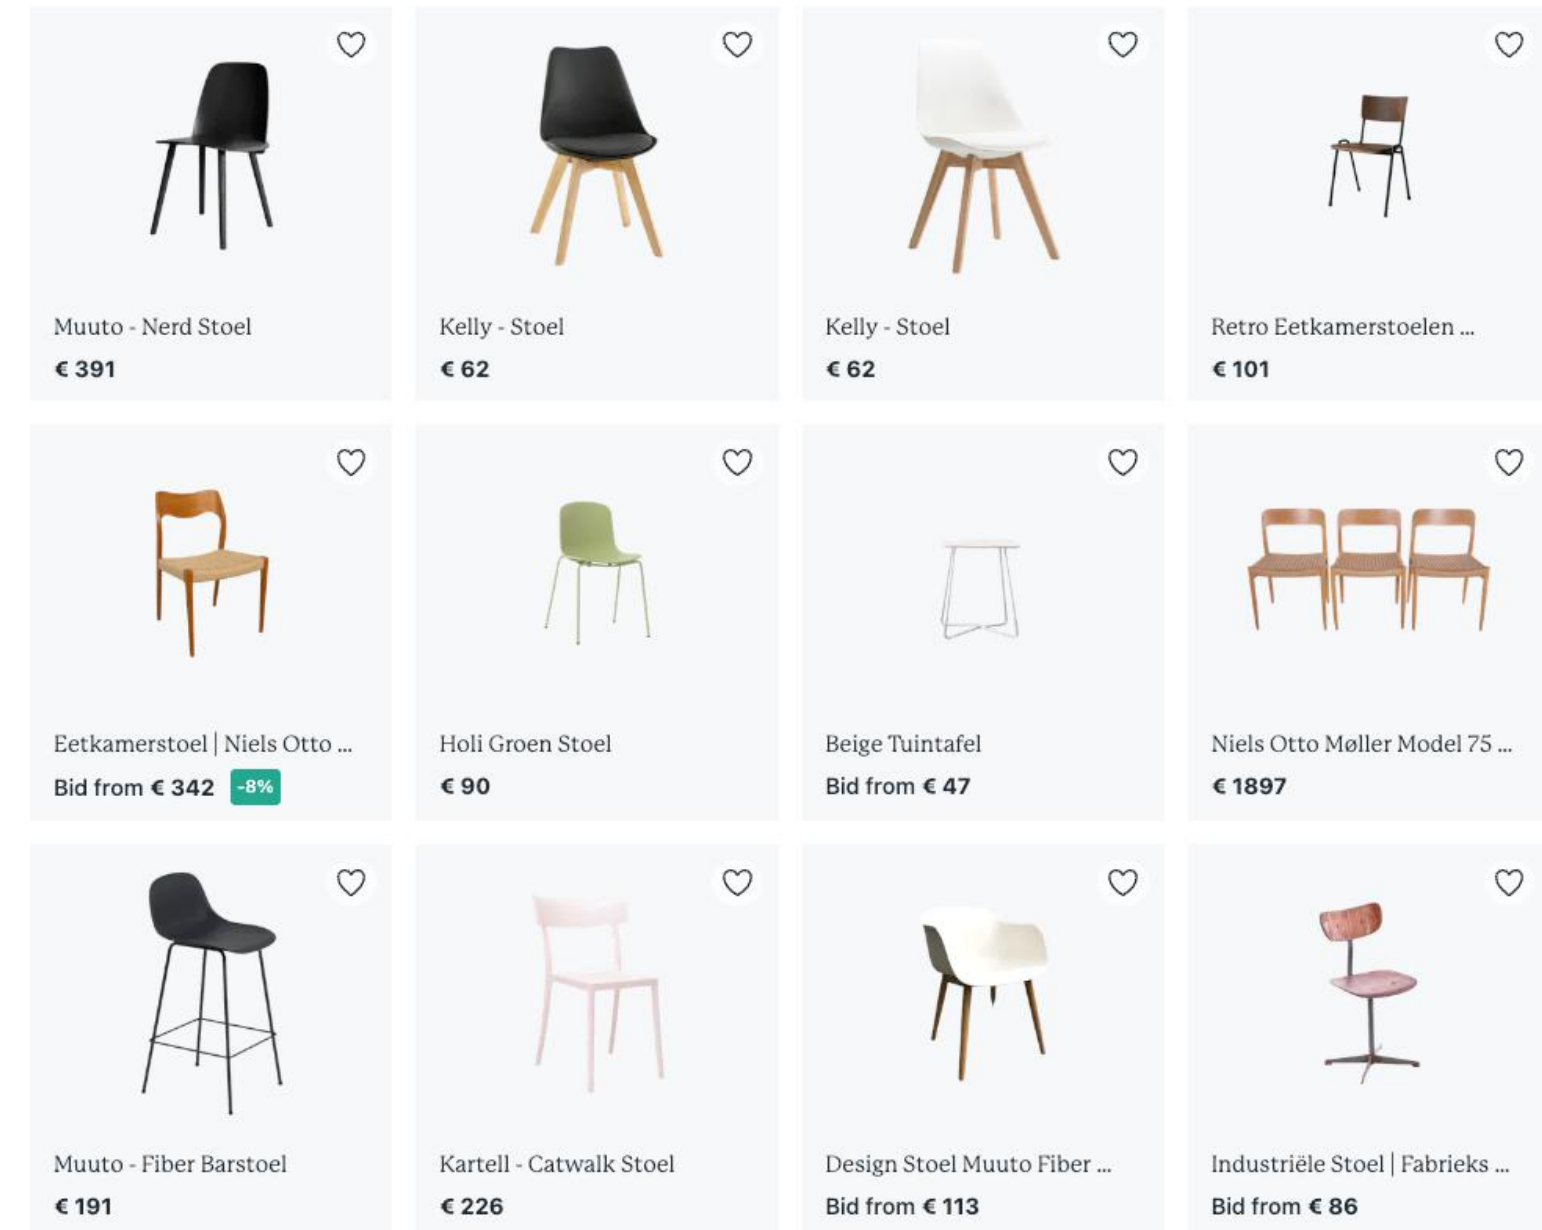 Muuto - Nerd Stoel
€ 391
Kelly - Stoel
€ 62
Kelly - Stoel
€ 62
Retro Eetkamerstoelen ...
€ 101
Eetkamerstoel | Niels Otto ...
Bid from € 342 -8%
Holi Groen Stoel
€ 90
Beige Tuintafel
Bid from € 47
Niels Otto Møller Model 75 ...
€ 1897
Muuto - Fiber Barstoel
€ 191
Kartell - Catwalk Stoel
€ 226
Design Stoel Muuto Fiber ...
Bid from € 113
Industriële Stoel | Fabrieks ...
Bid from € 86